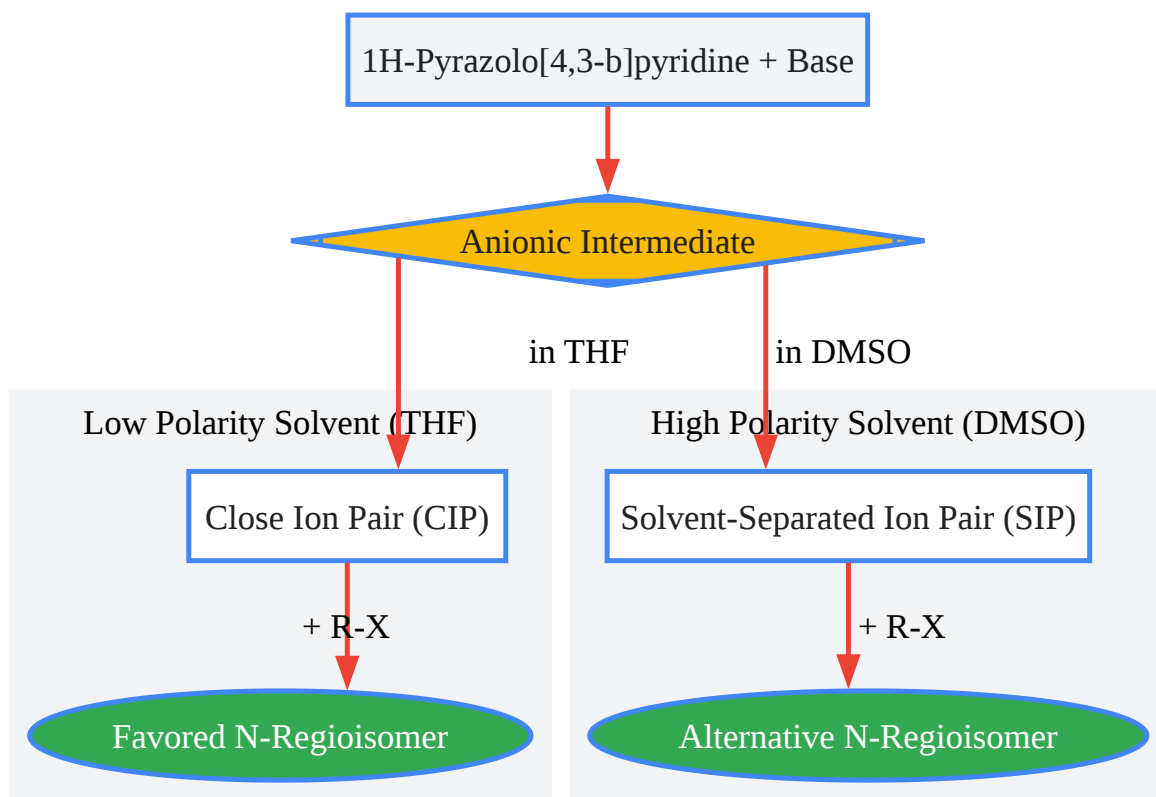 1H-Pyrazolo[4,3-b]pyridine + Base
Anionic Intermediate
in THF
in DMSO
Low Polarity Solvent (THF)
High Polarity Solvent (DMSO)
Close Ion Pair (CIP)
Solvent-Separated Ion Pair (SIP)
+ R-X
+ R-X
Favored N-Regioisomer
Alternative N-Regioisomer